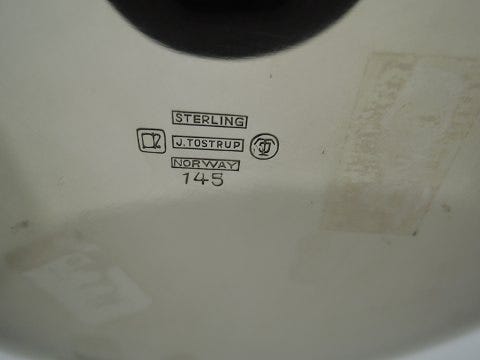 STERLING
J. TOSTRUP
NORWAY
145